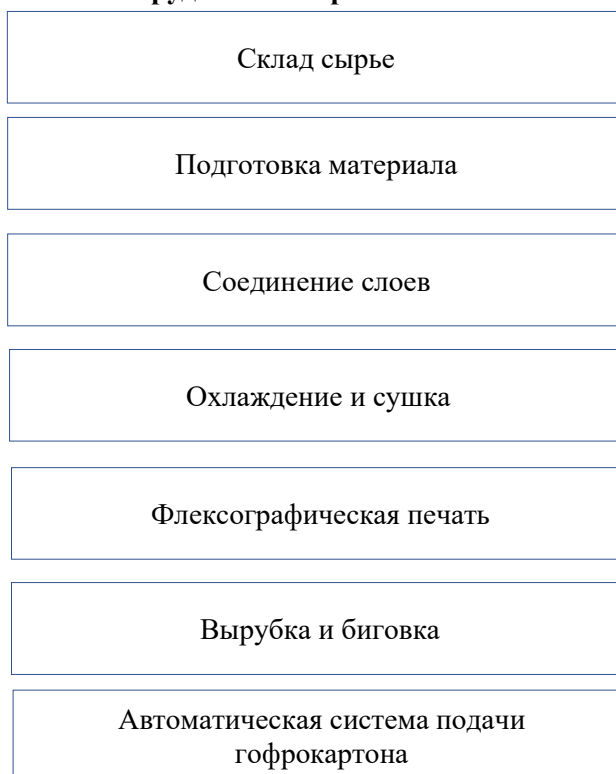 Склад сырье
Подготовка материала
Соединение слоев
Охлаждение и сушка
Флексографическая печать
Вырубка и биговка
Автоматическая система подачи
гофрокартона